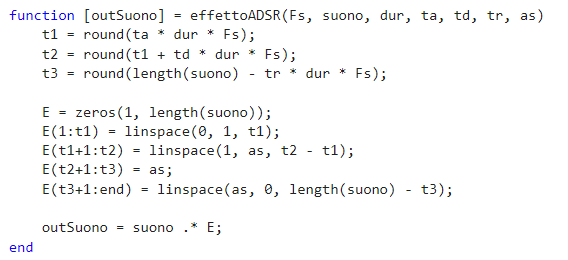 function [outSuono] = effettoADSR(Fs, suono, dur, ta, td, tr, as)
    t1 = round(ta * dur * Fs);
    t2 = round(t1 + td * dur * Fs);
    t3 = round(length(suono) - tr * dur * Fs);

    E = zeros(1, length(suono));
    E(1:t1) = linspace(0, 1, t1);
    E(t1+1:t2) = linspace(1, as, t2 - t1);
    E(t2+1:t3) = as;
    E(t3+1:end) = linspace(as, 0, length(suono) - t3);

    outSuono = suono .* E;
end